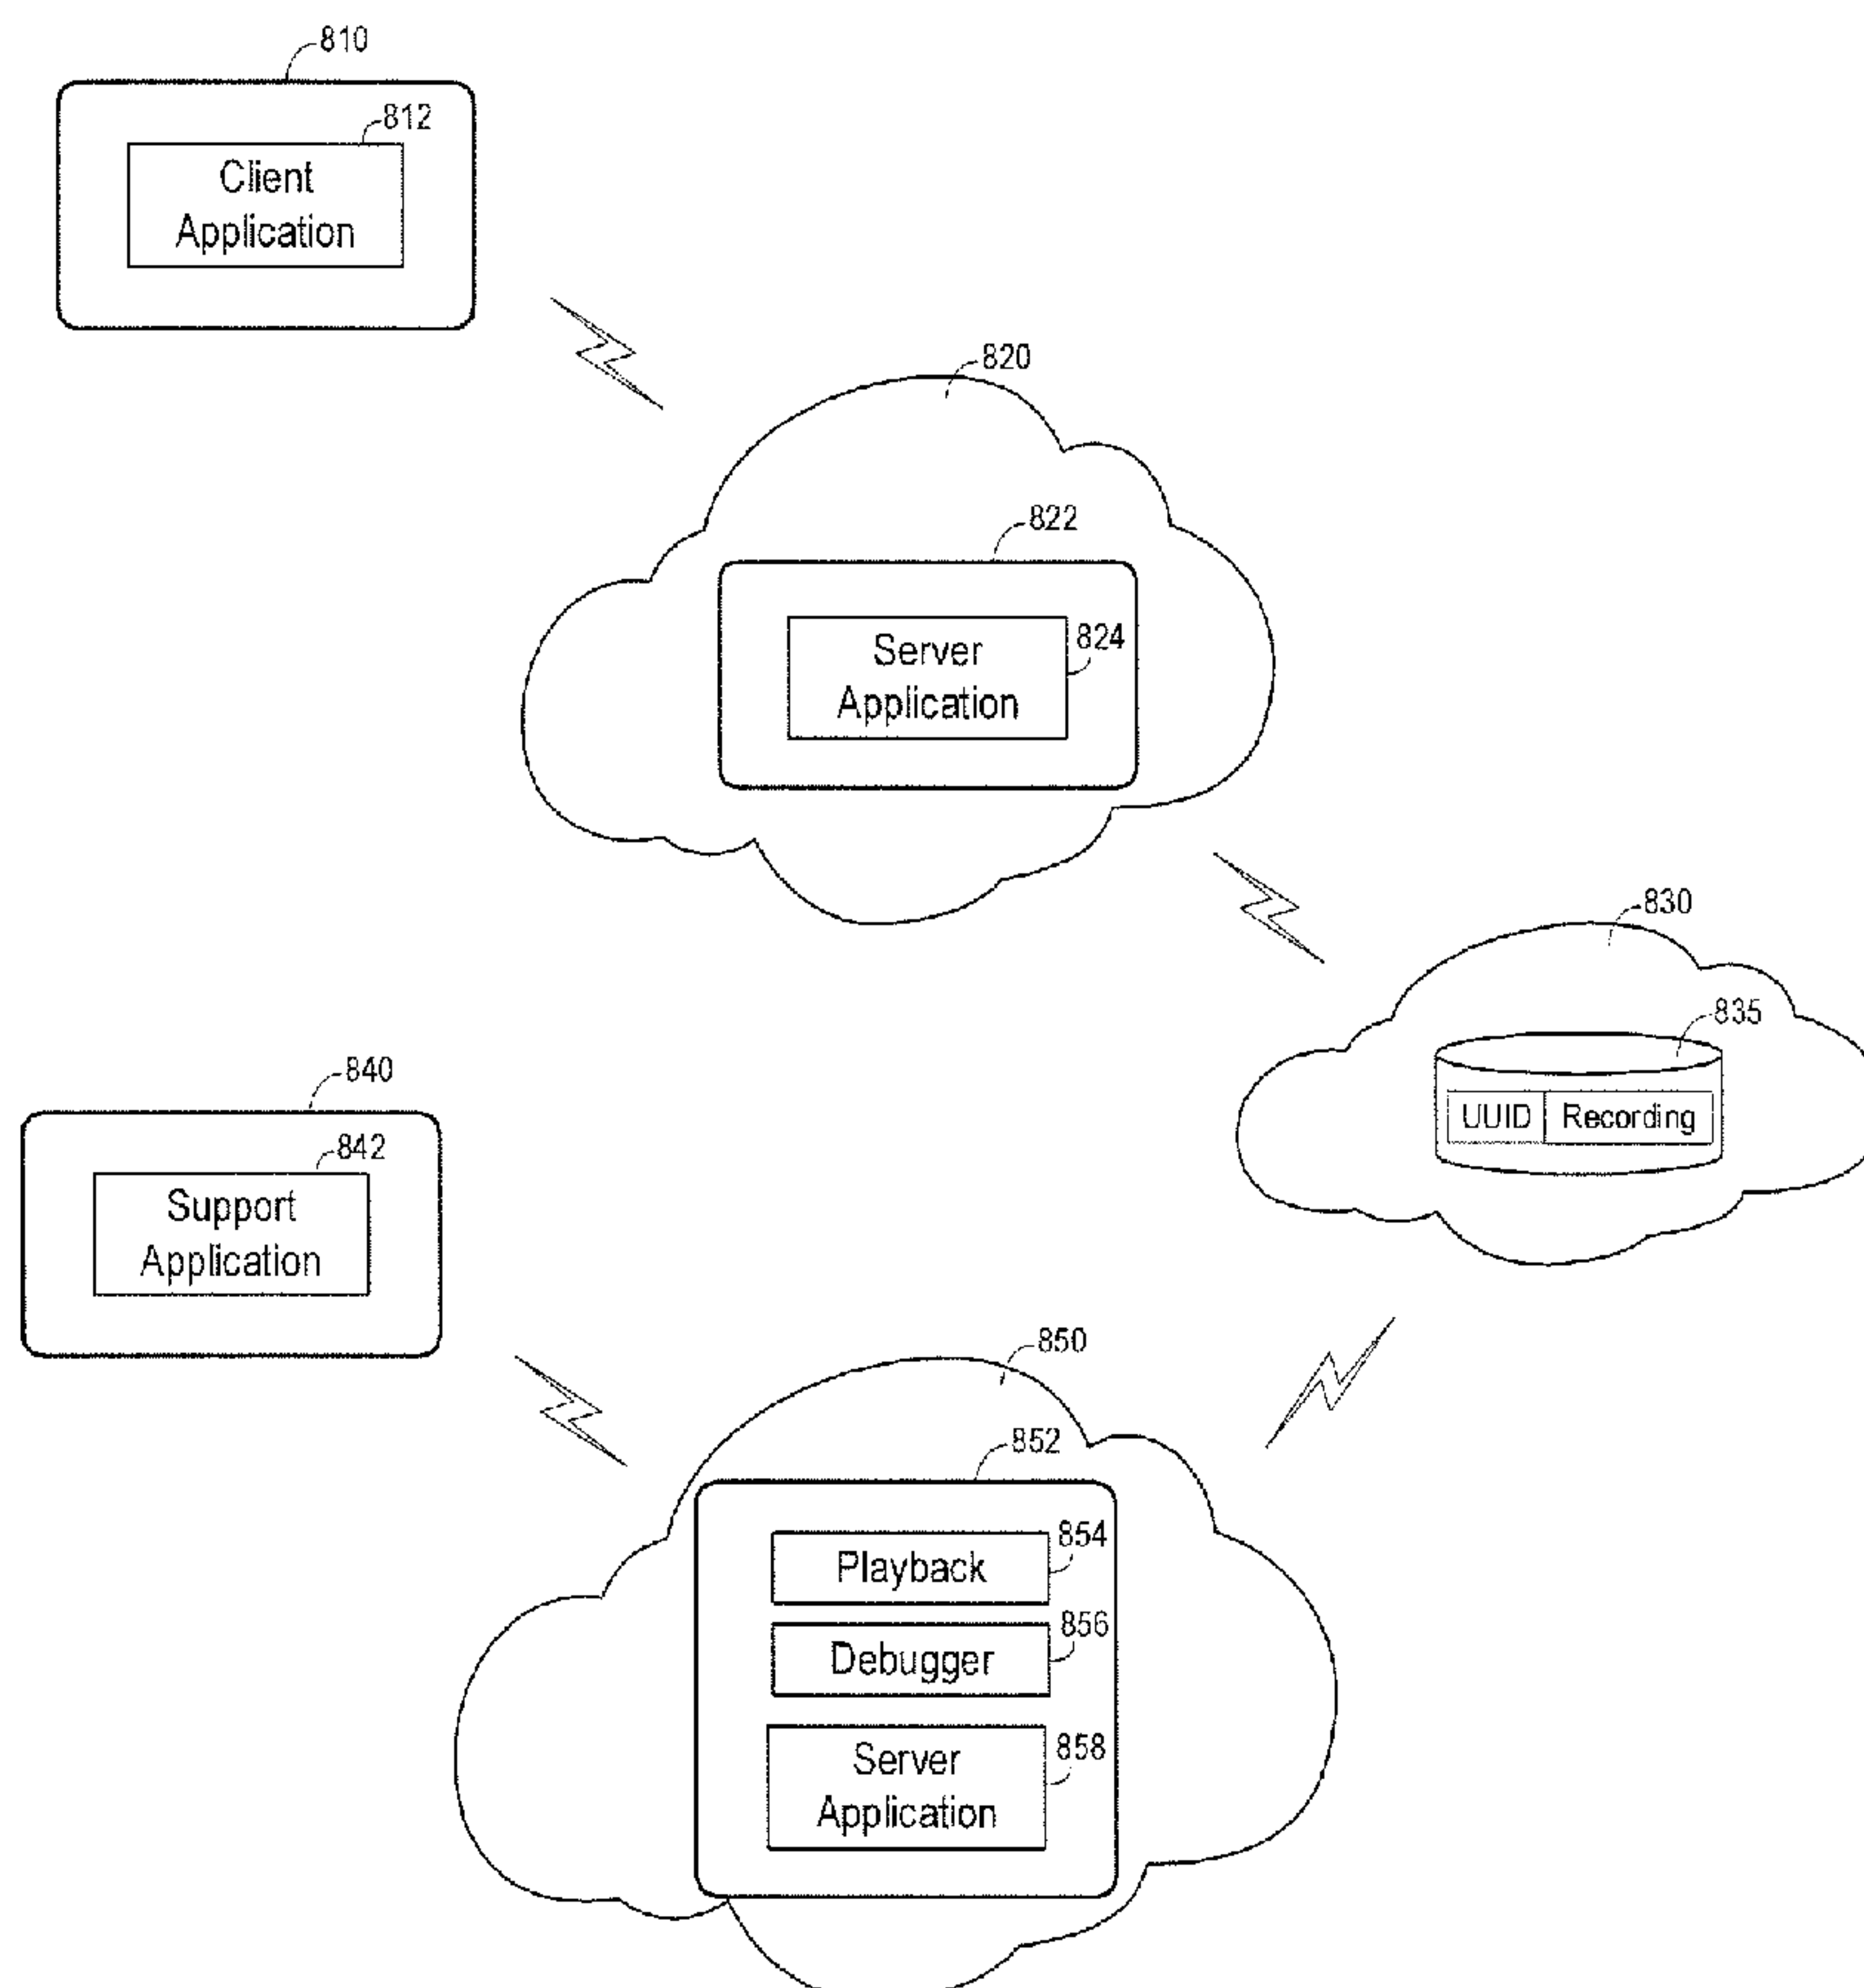 810
812
Client
Application
820
822
Server
Application
824
830
835
UUID Recording
840
842
Support
Application
850
852
Playback
854
Debugger
856
Server
Application
858